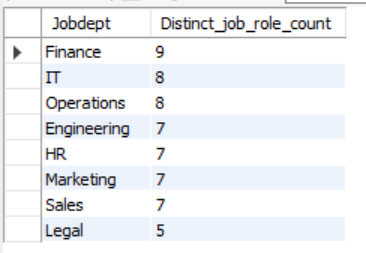 Jobdept Distinct_job_role_count
Finance 9
IT 8
Operations 8
Engineering 7
HR 7
Marketing 7
Sales 7
Legal 5